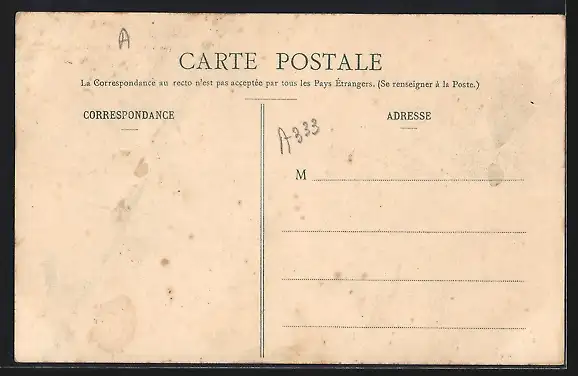 A
CARTE POSTALE
La Correspondance au recto n'est pas acceptée par tous les Pays Étrangers. (Se renseigner à la Poste.)
CORRESPONDANCE
ADRESSE
A333
M